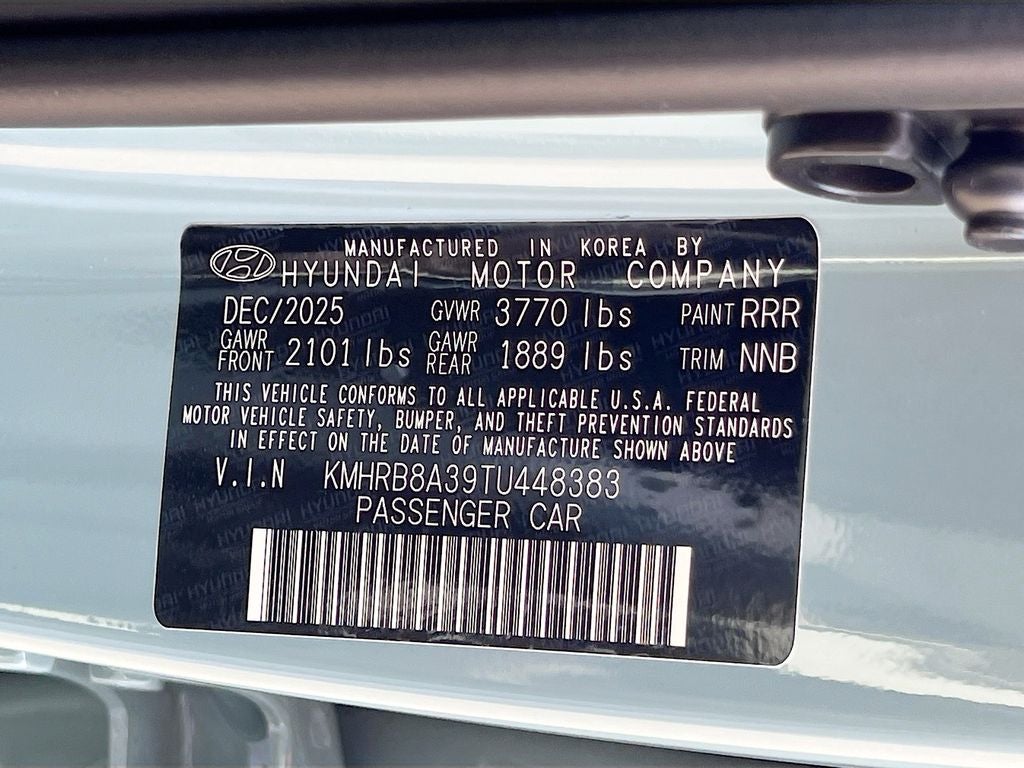 MANUFACTURED IN KOREA BY
HYUNDAI MOTOR COMPANY
DEC/2025 GVWR 3770 lbs PAINT RRR
GAWR FRONT 2101 lbs GAWR REAR 1889 lbs TRIM NNB
THIS VEHICLE CONFORMS TO ALL APPLICABLE U.S.A. FEDERAL
MOTOR VEHICLE SAFETY, BUMPER, AND THEFT PREVENTION STANDARDS
IN EFFECT ON THE DATE OF MANUFACTURE SHOWN ABOVE
V.I.N KMHRB8A39TU448383
PASSENGER CAR